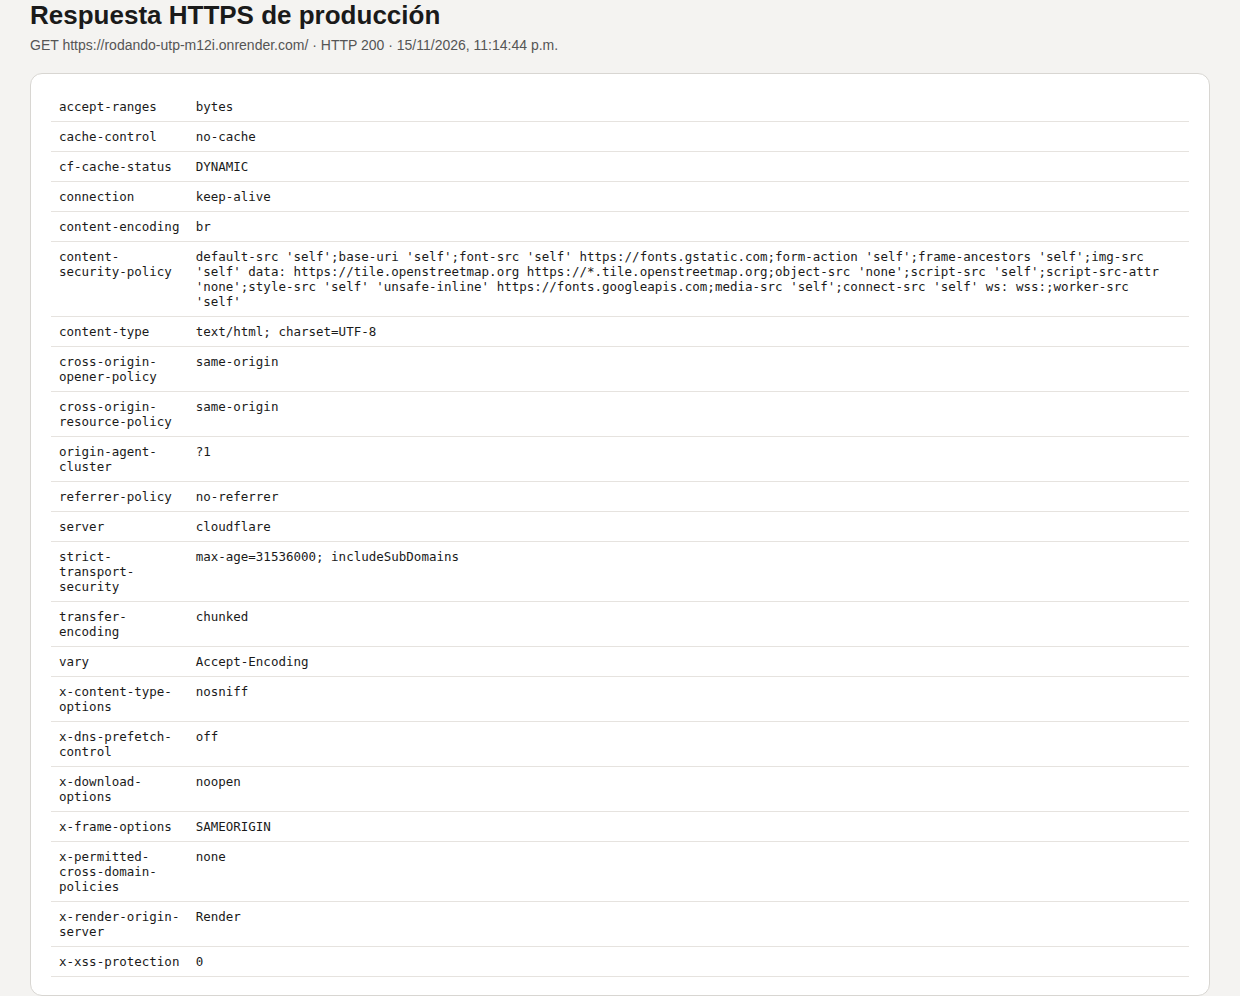 Respuesta HTTPS de producción
GET https://rodando-utp-m12i.onrender.com/ · HTTP 200 · 15/11/2026, 11:14:44 p.m.
accept-ranges bytes
cache-control no-cache
cf-cache-status DYNAMIC
connection keep-alive
content-encoding br
content-
security-policy
default-src 'self';base-uri 'self';font-src 'self' https://fonts.gstatic.com;form-action 'self';frame-ancestors 'self';img-src
'self' data: https://tile.openstreetmap.org https://*.tile.openstreetmap.org;object-src 'none';script-src 'self';script-src-attr
'none';style-src 'self' 'unsafe-inline' https://fonts.googleapis.com;media-src 'self';connect-src 'self' ws: wss:;worker-src
'self'
content-type text/html; charset=UTF-8
cross-origin-
opener-policy
same-origin
cross-origin-
resource-policy
same-origin
origin-agent-
cluster
?1
referrer-policy no-referrer
server cloudflare
strict-
transport-
security
max-age=31536000; includeSubDomains
transfer-
encoding
chunked
vary Accept-Encoding
x-content-type-
options
nosniff
x-dns-prefetch-
control
off
x-download-
options
noopen
x-frame-options SAMEORIGIN
x-permitted-
cross-domain-
policies
none
x-render-origin-
server
Render
x-xss-protection 0